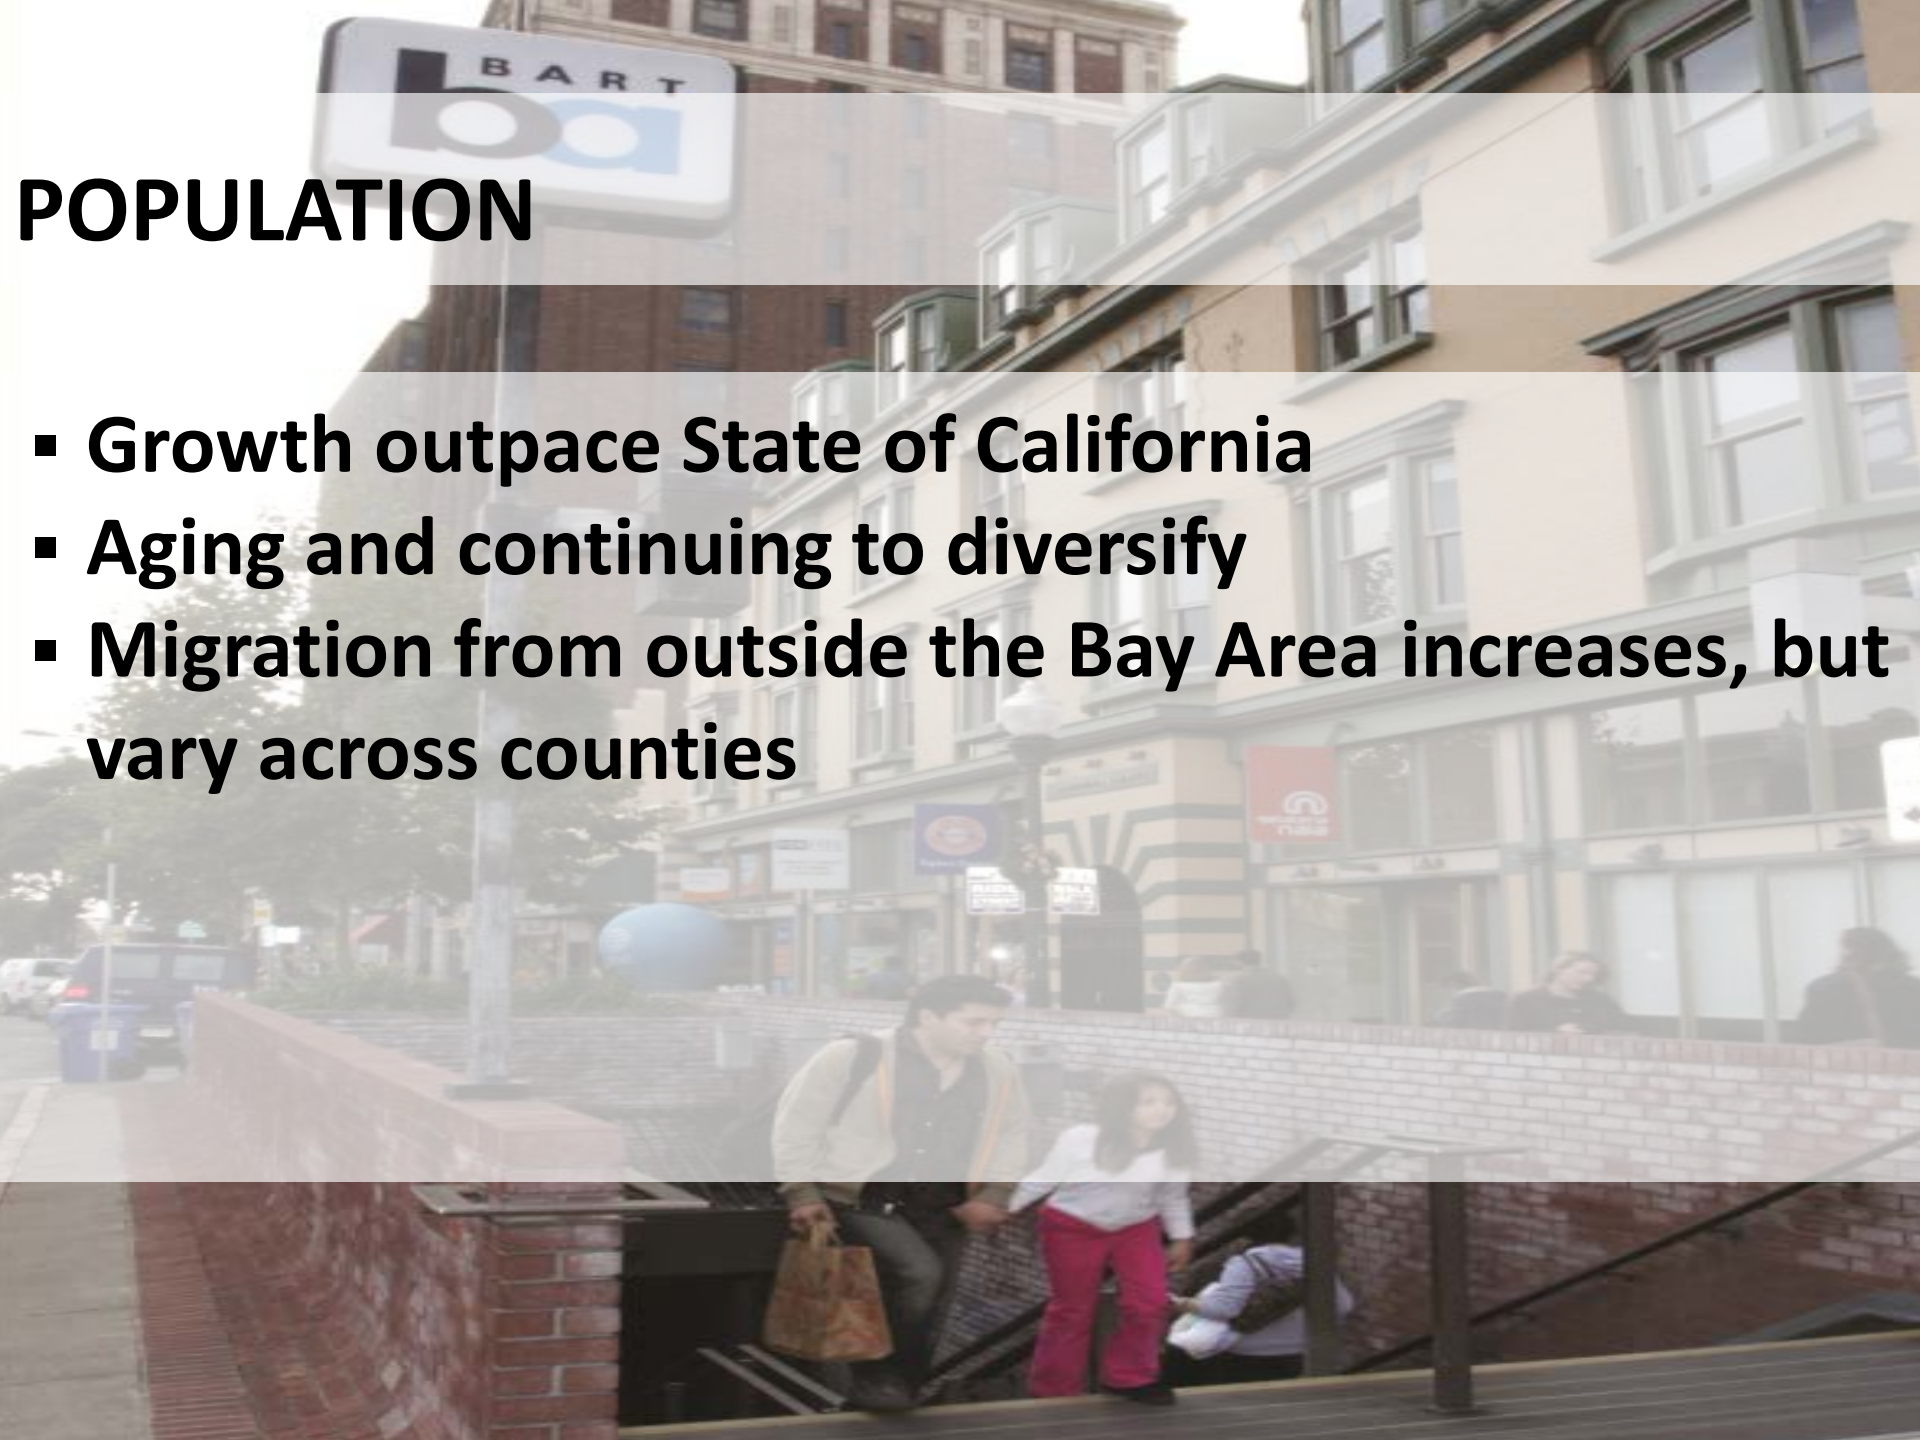 BART
ba
POPULATION
▪ Growth outpace State of California
▪ Aging and continuing to diversify
▪ Migration from outside the Bay Area increases, but
vary across counties